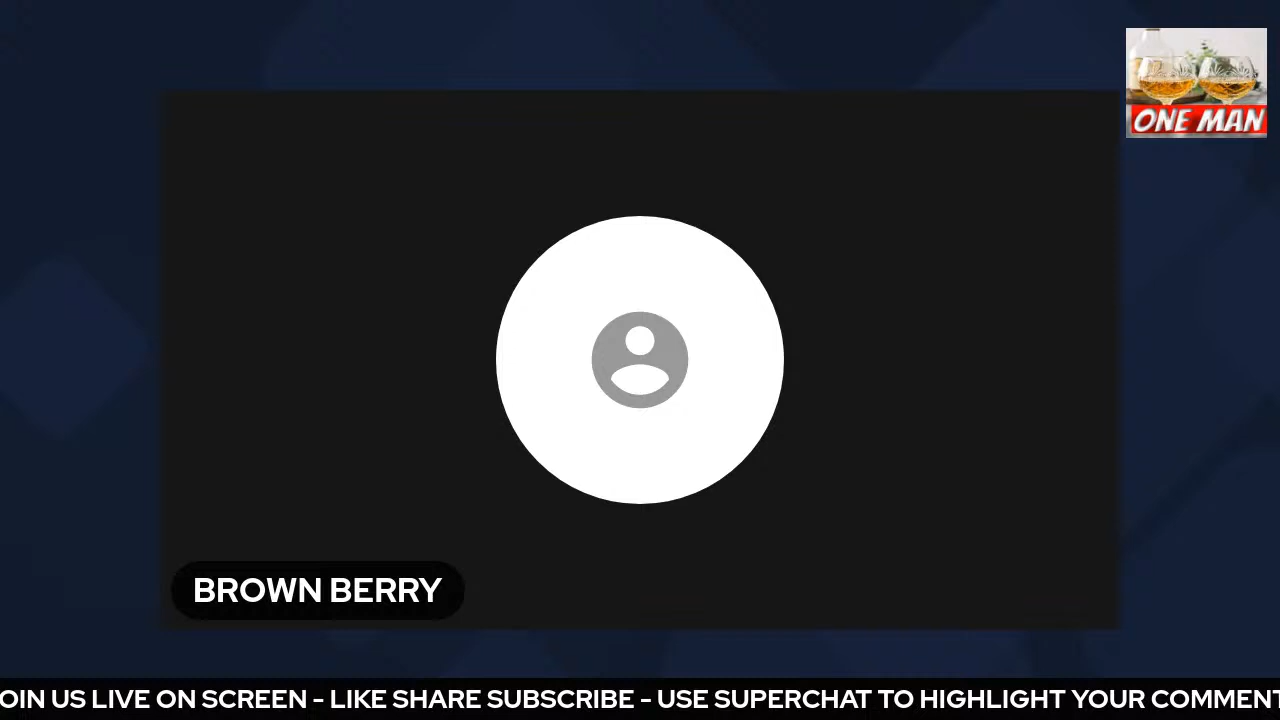 ONE MAN
BROWN BERRY
OIN US LIVE ON SCREEN - LIKE SHARE SUBSCRIBE - USE SUPERCHAT TO HIGHLIGHT YOUR COMMENT